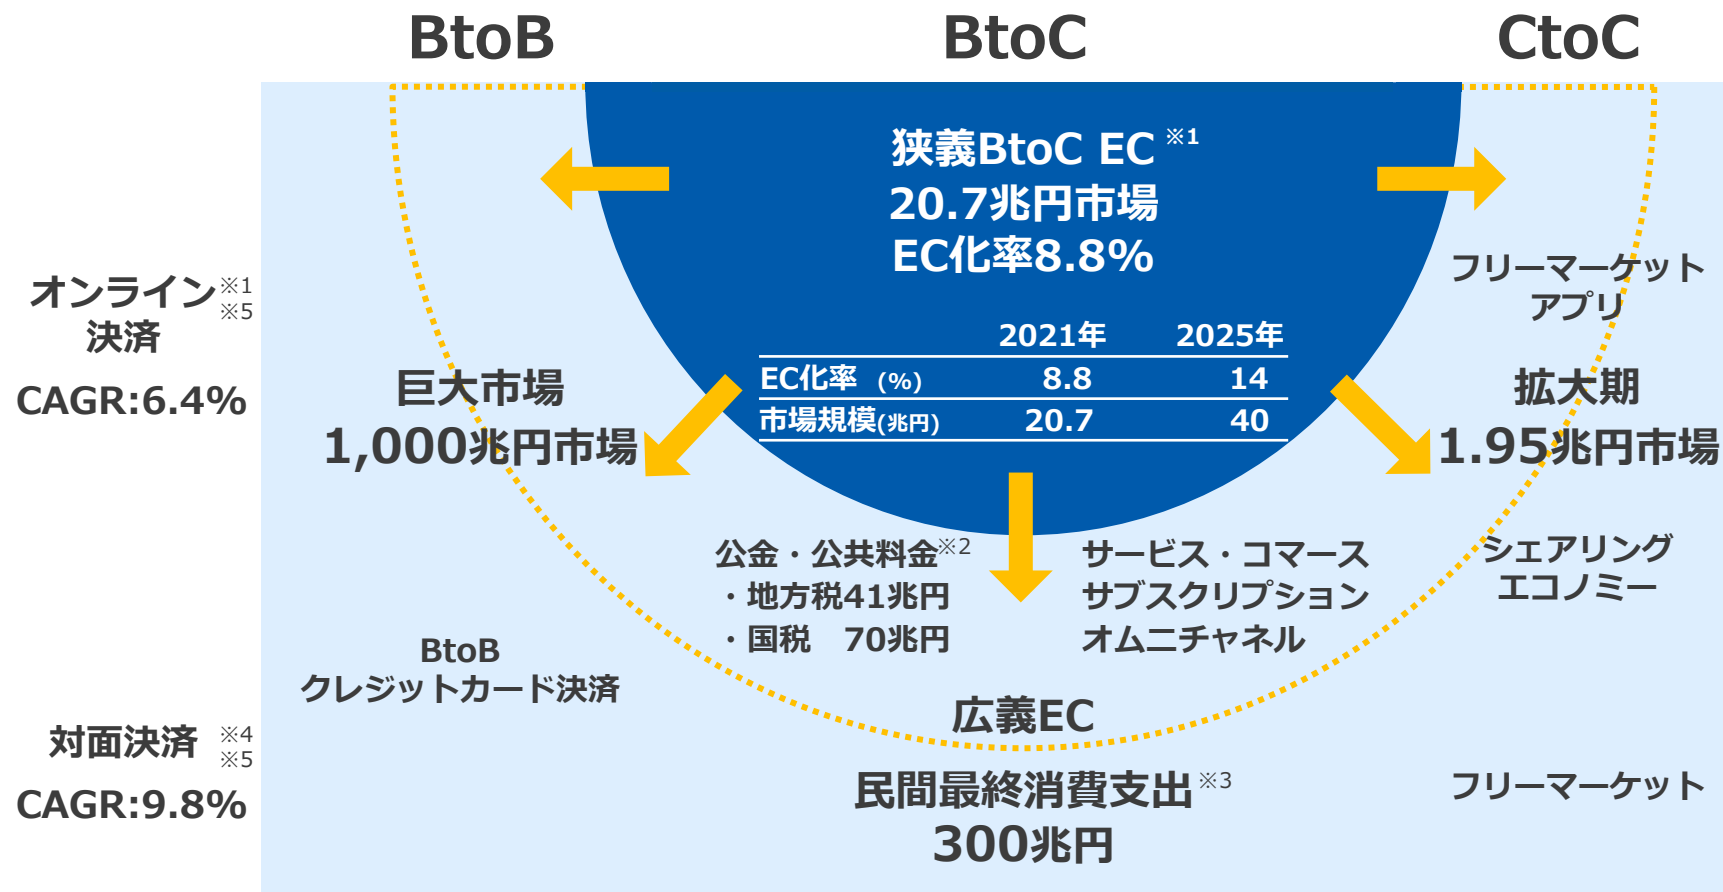 BtoB
BtoC
CtoC
狭義BtoC EC ※1
20.7兆円市場
EC化率8.8%
2021年 2025年
EC化率 (%) 8.8 14
市場規模(兆円) 20.7 40
オンライン ※1
※5
決済
CAGR:6.4%
巨大市場
1,000兆円市場
フリーマーケット
アプリ
拡大期
1.95兆円市場
公金・公共料金※2
・地方税41兆円
・国税 70兆円
サービス・コマース
サブスクリプション
オムニチャネル
シェアリング
エコノミー
BtoB
クレジットカード決済
広義EC
対面決済 ※4
※5
CAGR:9.8%
民間最終消費支出※3
300兆円
フリーマーケット